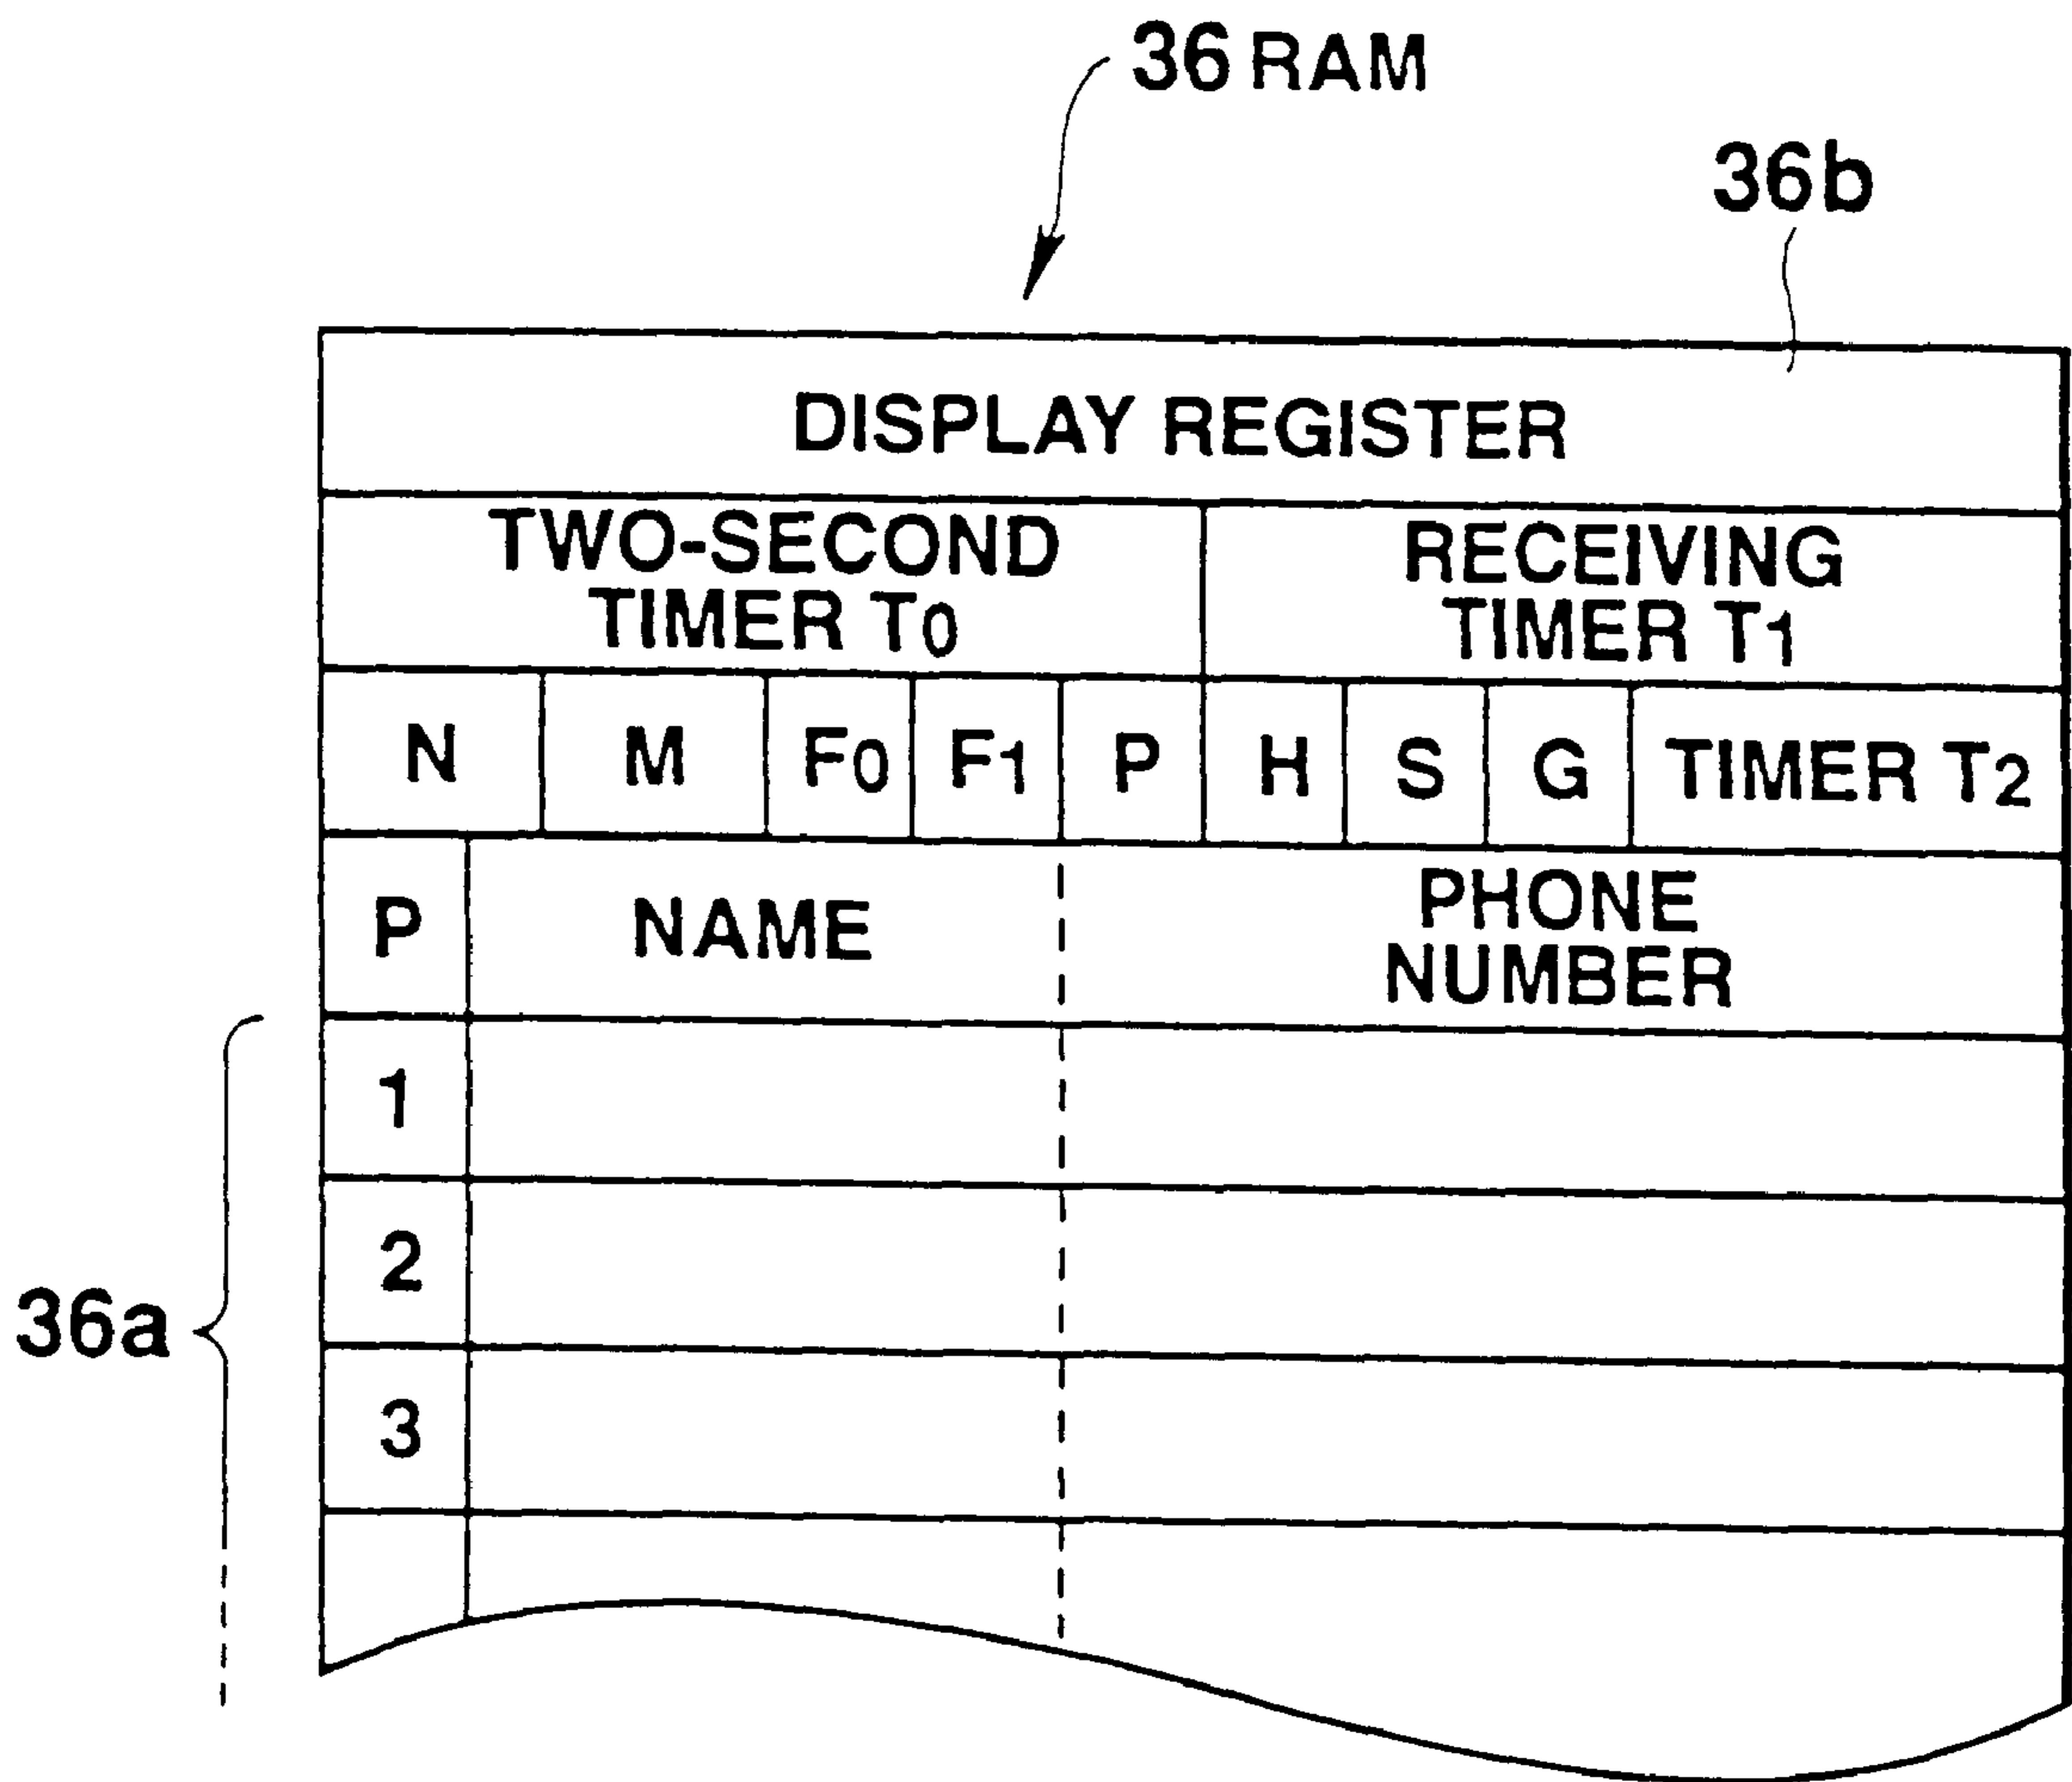 36 RAM
36b
DISPLAY REGISTER
TWO-SECOND
TIMER T0
RECEIVING
TIMER T1
N M F0 F1 P H S G TIMER T2
P NAME PHONE
NUMBER
1
2
36a
3